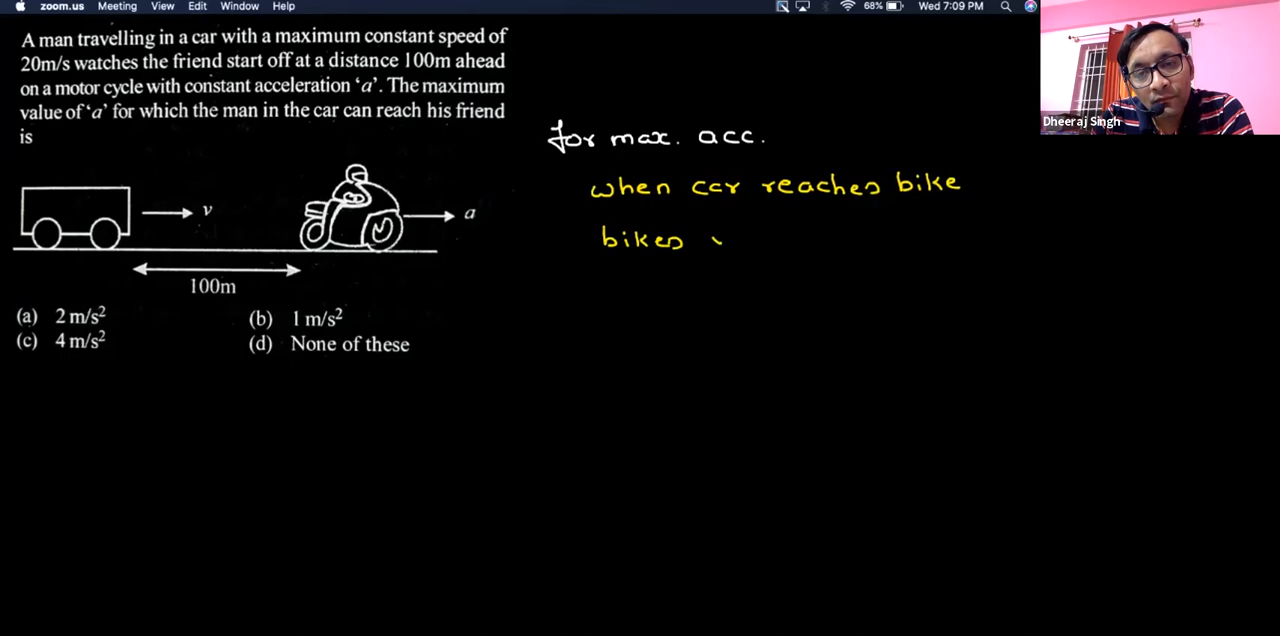 zoom.us Meeting View Edit Window Help 68% Wed 7:09 PM
A man travelling in a car with a maximum constant speed of
20m/s watches the friend start off at a distance 100m ahead
on a motor cycle with constant acceleration ‘a’. The maximum
value of ‘a’ for which the man in the car can reach his friend
is
v
a
100m
(a) 2 m/s² (b) 1 m/s²
(c) 4 m/s² (d) None of these
for max. acc.
when car reaches bike
bikes
Dheeraj Singh